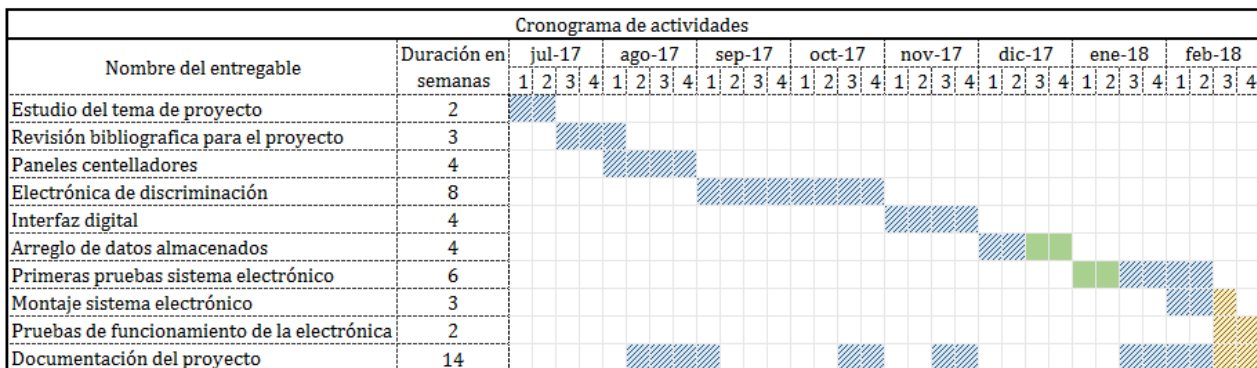 Cronograma de actividades
Nombre del entregable Duración en semanas jul-17 ago-17 sep-17 oct-17 nov-17 dic-17 ene-18 feb-18
1 2 3 4 1 2 3 4 1 2 3 4 1 2 3 4 1 2 3 4 1 2 3 4 1 2 3 4 1 2 3 4
Estudio del tema de proyecto 2
Revisión bibliografica para el proyecto 3
Paneles centelladores 4
Electrónica de discriminación 8
Interfaz digital 4
Arreglo de datos almacenados 4
Primeras pruebas sistema electrónico 6
Montaje sistema electrónico 3
Pruebas de funcionamiento de la electrónica 2
Documentación del proyecto 14